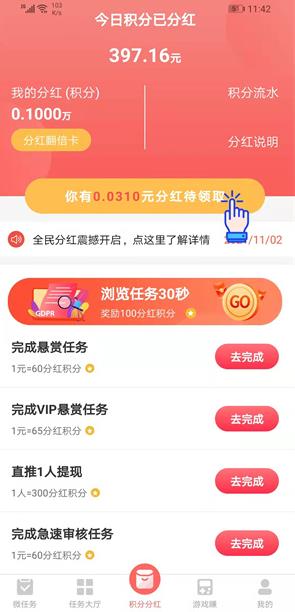 103
K/s
11:42
今日积分已分红
397.16元
我的分红 (积分)
积分流水
0.1000万
分红翻倍卡
分红说明
你有0.0310元分红待领取
全民分红震撼开启，点这里了解详情
/11/02
浏览任务30秒
奖励100分红积分
GDPR
GO
完成悬赏任务
1元=60分红积分
去完成
完成VIP悬赏任务
1元=65分红积分
去完成
直推1人提现
1人=300分红积分
去完成
完成急速审核任务
1元=60分红积分
去完成
微任务
任务大厅
积分分红
游戏赚
我的